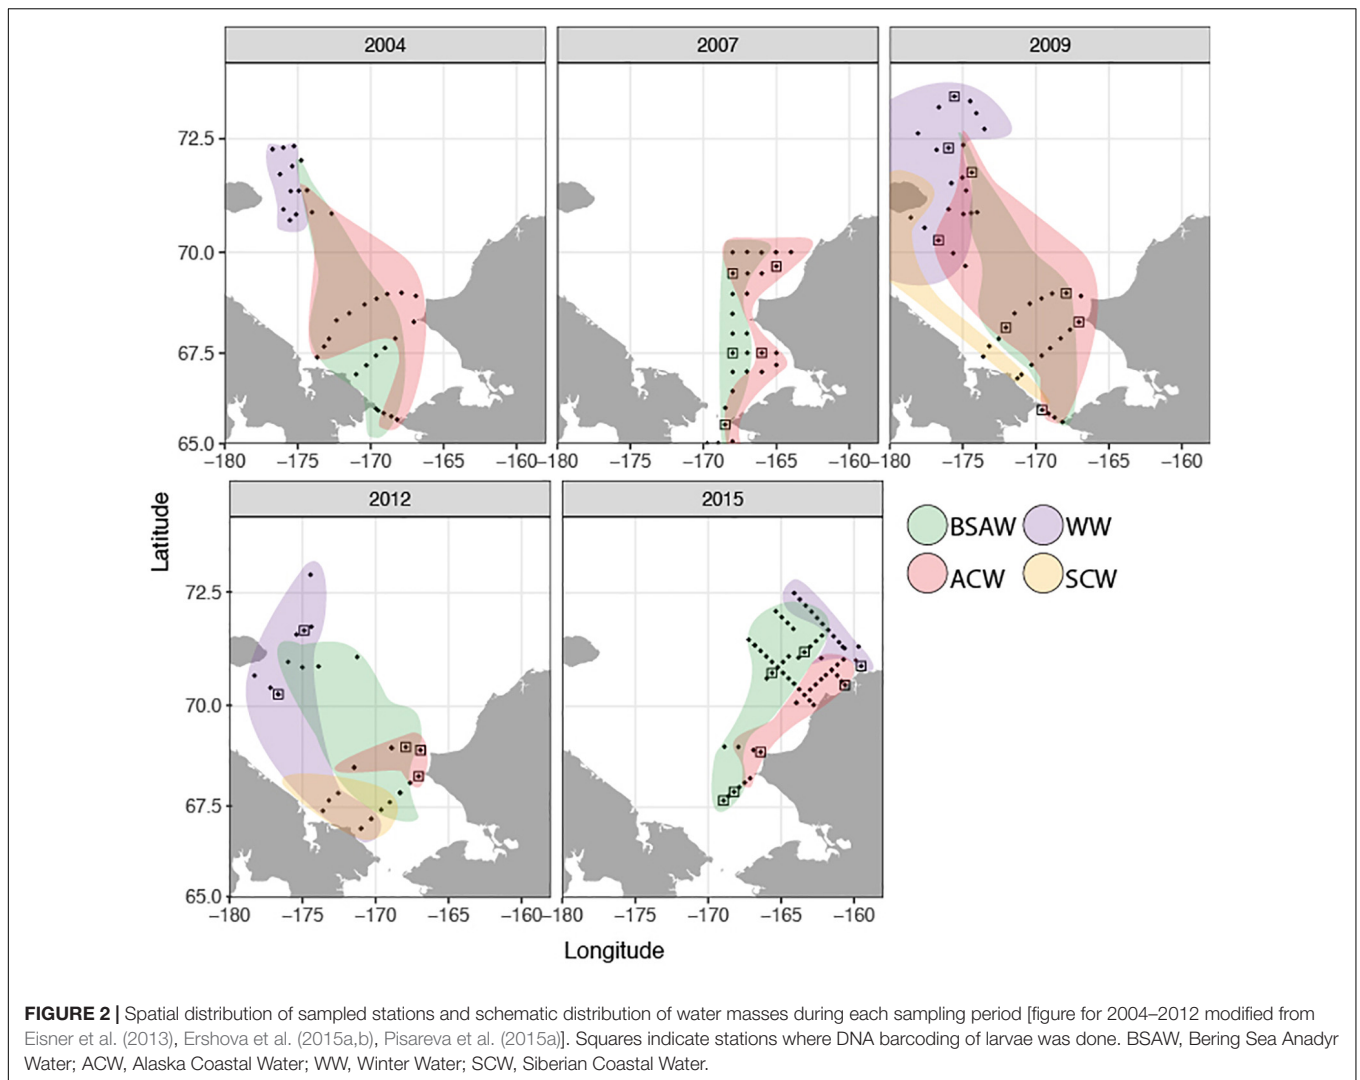 2004
2007
2009
72.5
70.0
67.5
65.0
−180 −175 −170 −165 −160 −180 −175 −170 −165 −160 −180 −175 −170 −165 −160
2012
2015
BSAW
WW
ACW
SCW
Latitude
72.5
70.0
67.5
65.0
−180 −175 −170 −165 −160 −180 −175 −170 −165 −160
Longitude
FIGURE 2 | Spatial distribution of sampled stations and schematic distribution of water masses during each sampling period [figure for 2004–2012 modified from
Eisner et al. (2013), Ershova et al. (2015a,b), Pisareva et al. (2015a)]. Squares indicate stations where DNA barcoding of larvae was done. BSAW, Bering Sea Anadyr
Water; ACW, Alaska Coastal Water; WW, Winter Water; SCW, Siberian Coastal Water.